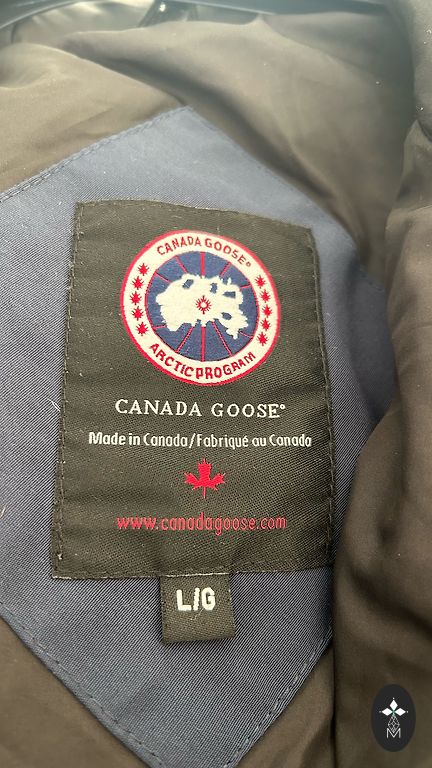 CANADA GOOSE®
ARCTIC PROGRAM
CANADA GOOSE®
Made in Canada/Fabriqué au Canada
www.canadagoose.com
L/G
M